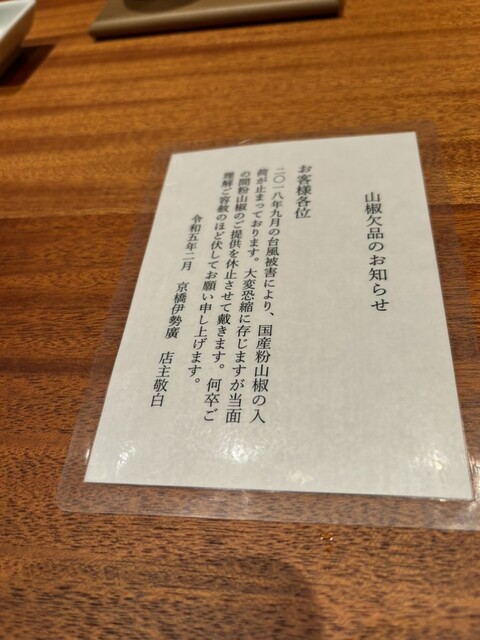 山椒欠品のお知らせ
お客様各位
二〇一八年九月の台風被害により、国産粉山椒の入
荷が止まっております。大変恐縮に存じますが当面
の間粉山椒のご提供を休止させて戴きます。何卒ご
理解ご容赦のほど伏してお願い申し上げます。
令和五年二月　京橋伊勢廣　店主敬白